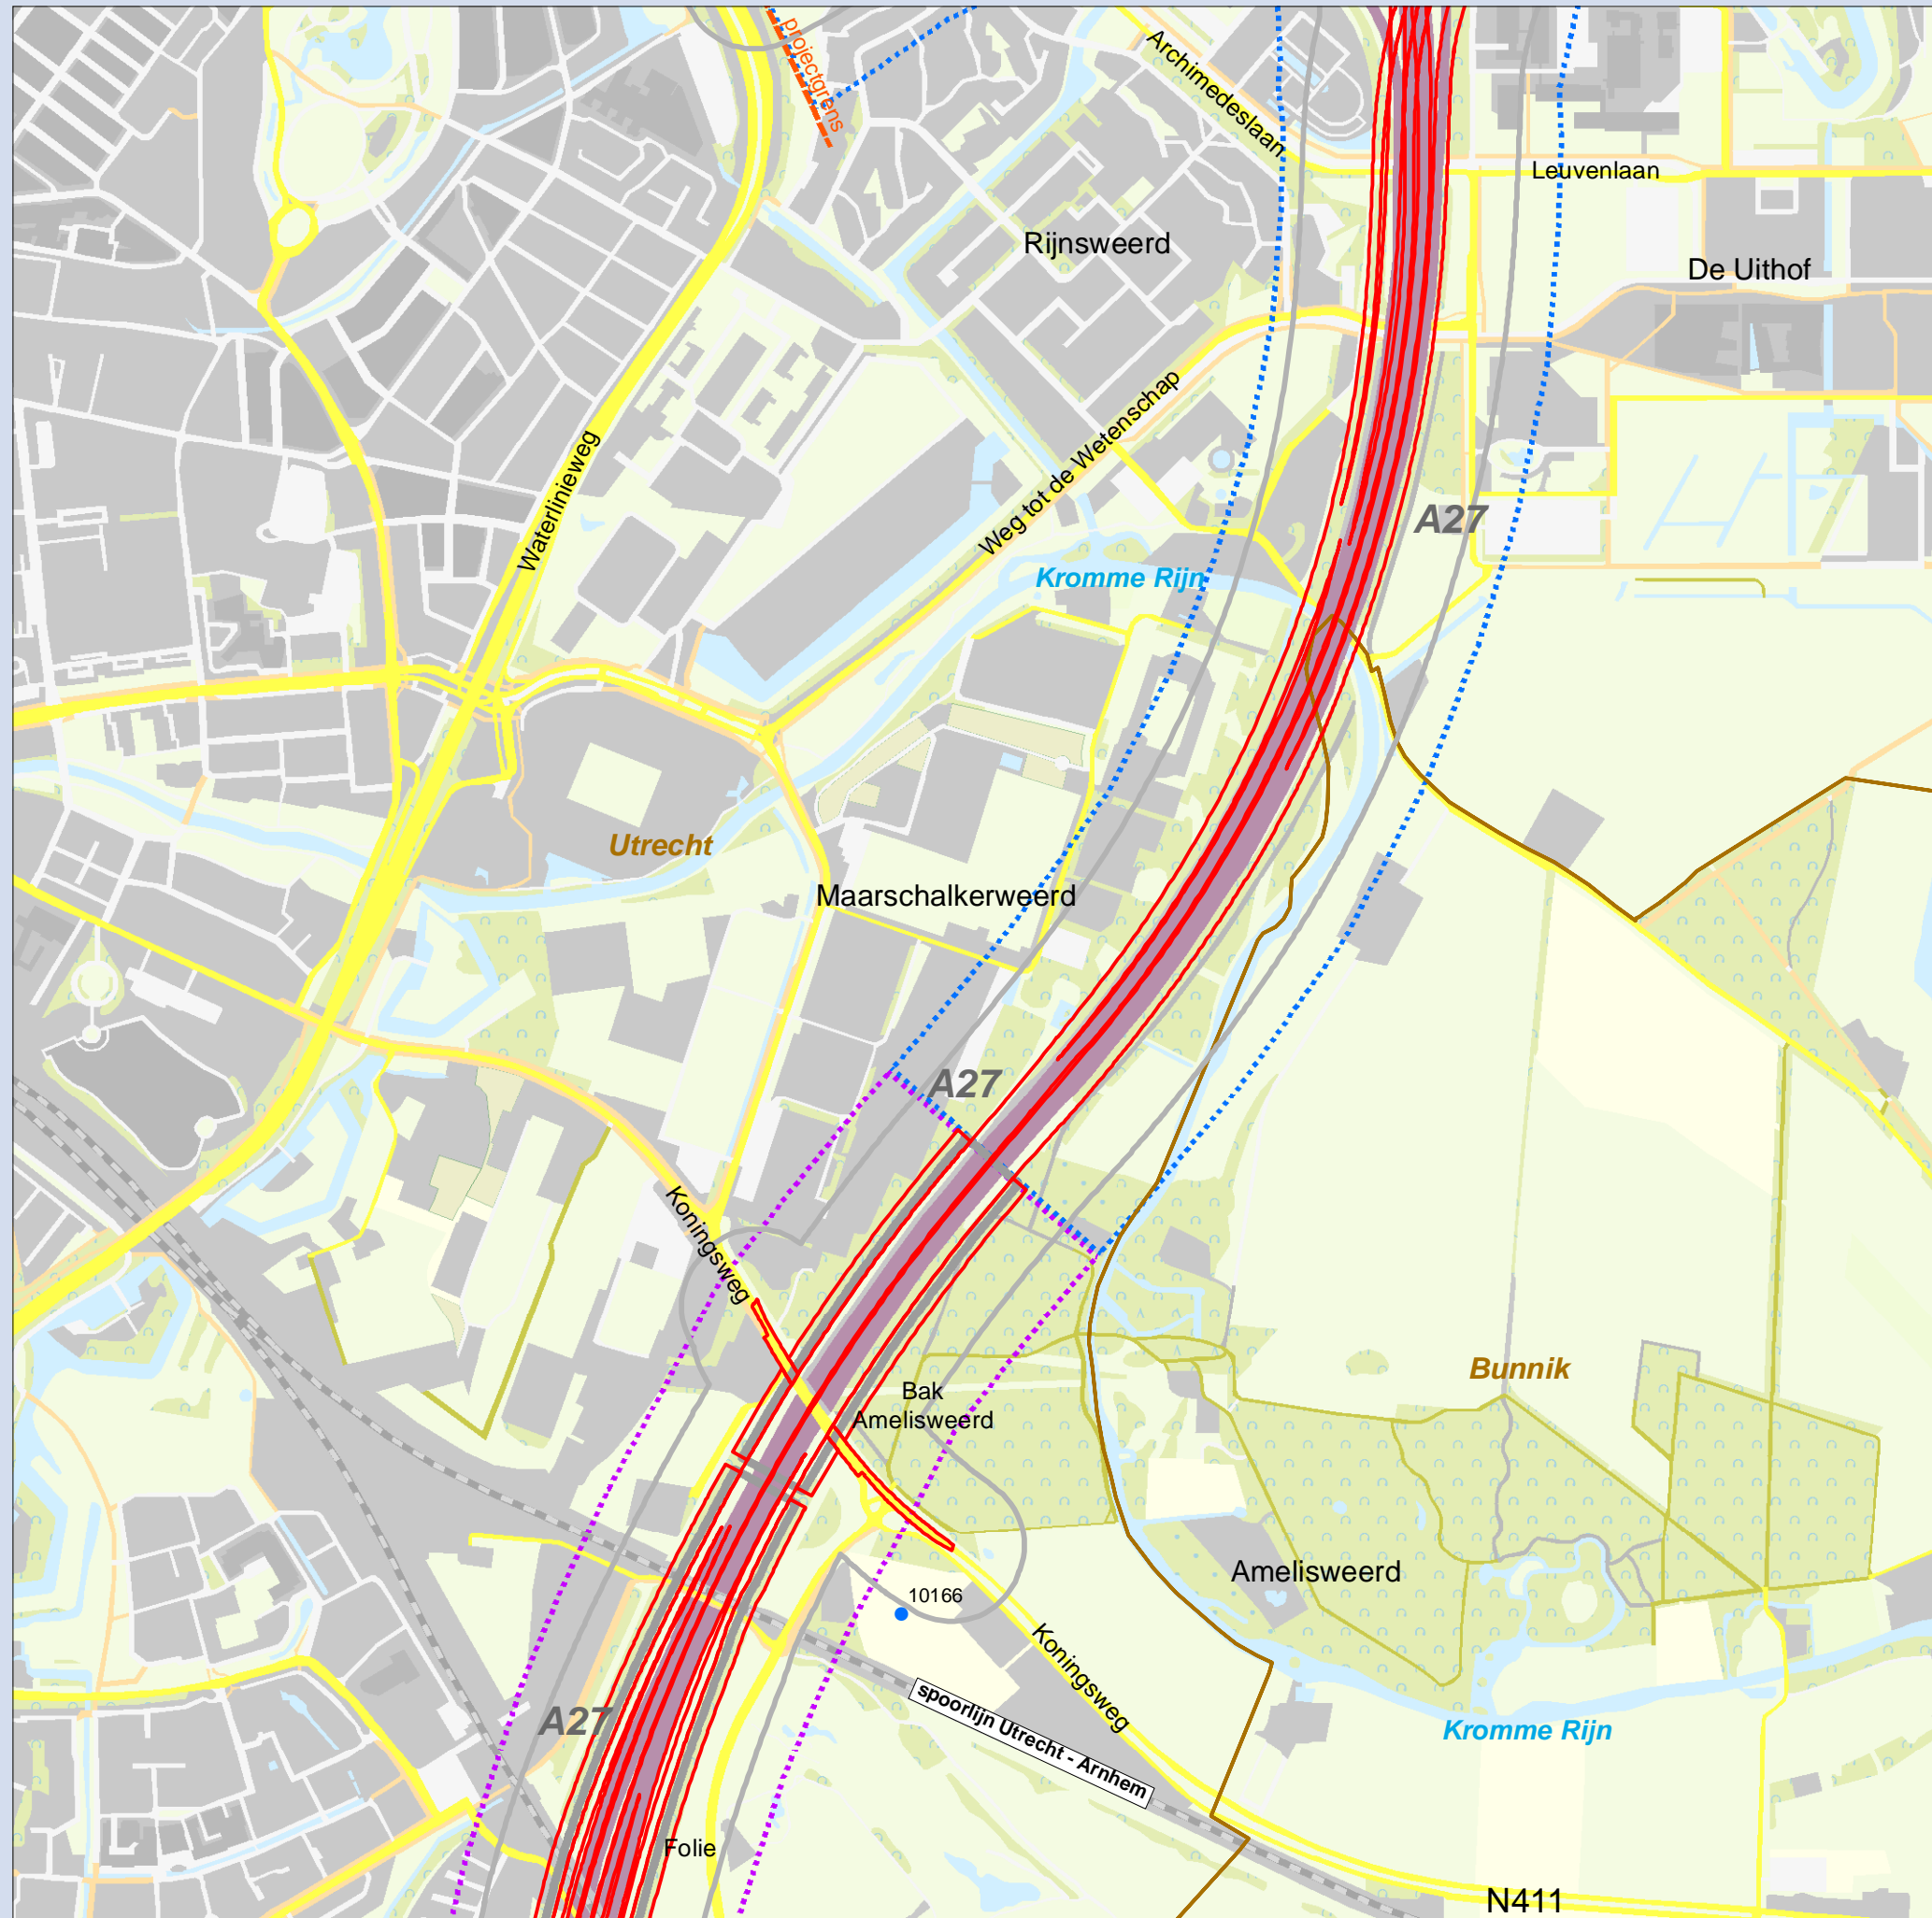 projectgrens
Archimedeslaan
Leuvenlaan
Rijnsweerd
De Uithof
Waterlinieweg
Weg tot de Wetenschap
A27
Kromme Rijn
Utrecht
Maarschalkerweerd
A27
Koningsweg
Bunnik
Bak
Amelisweerd
Amelisweerd
10166
Koningsweg
spoorlijn Utrecht - Arnhem
A27
Kromme Rijn
Folie
N411